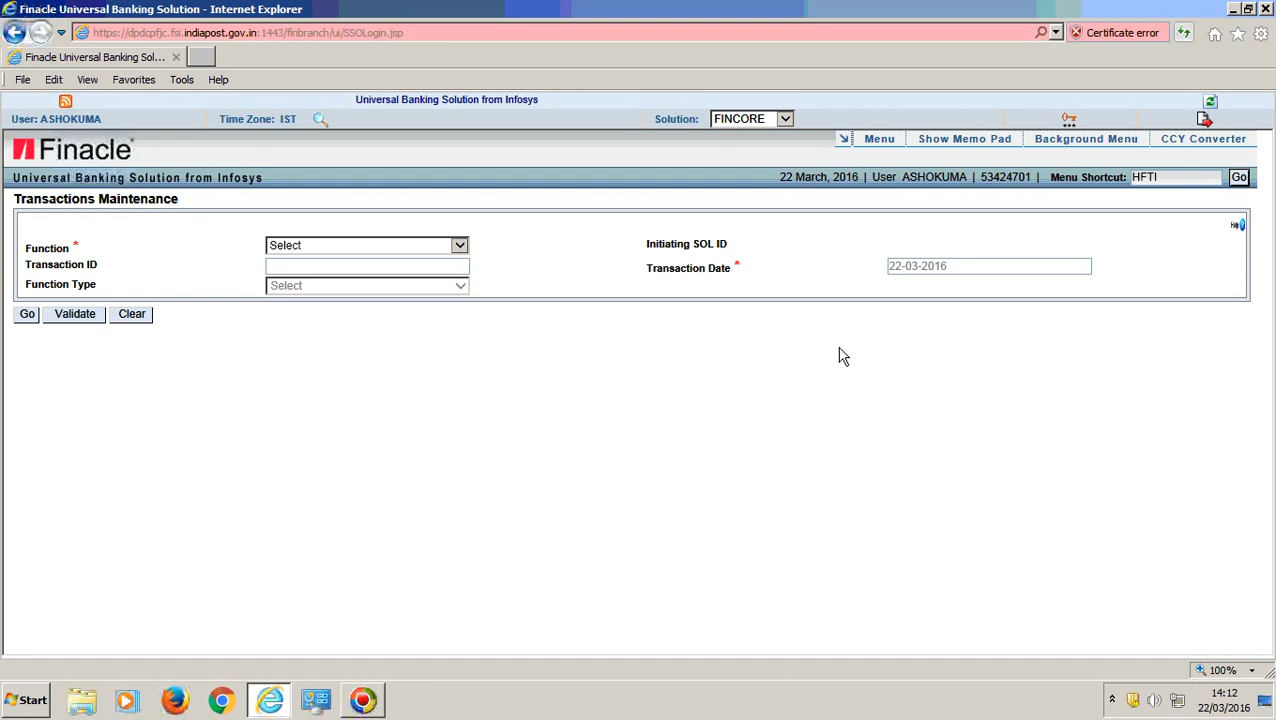 Finacle Universal Banking Solution - Internet Explorer
https://dpdcpfjc.fsi.indiapost.gov.in:1443/finbranch/ui/SSOLogin.jsp Certificate error
Finacle Universal Banking Sol...
File Edit View Favorites Tools Help
Universal Banking Solution from Infosys
User: ASHOKUMA Time Zone: IST Solution: FINCORE
Finacle Menu Show Memo Pad Background Menu CCY Converter
Universal Banking Solution from Infosys 22 March, 2016 | User ASHOKUMA | 53424701 | Menu Shortcut: HFTI Go
Transactions Maintenance
Function * Select Initiating SOL ID
Transaction ID Transaction Date * 22-03-2016
Function Type Select
Go Validate Clear
100%
Start 14:12
22/03/2016